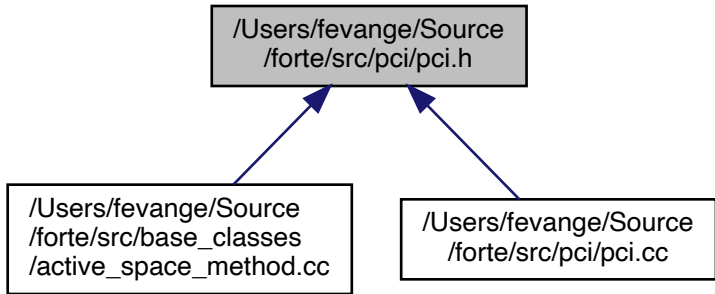 /Users/fevange/Source
/forte/src/pci/pci.h
/Users/fevange/Source
/forte/src/base_classes
/active_space_method.cc
/Users/fevange/Source
/forte/src/pci/pci.cc